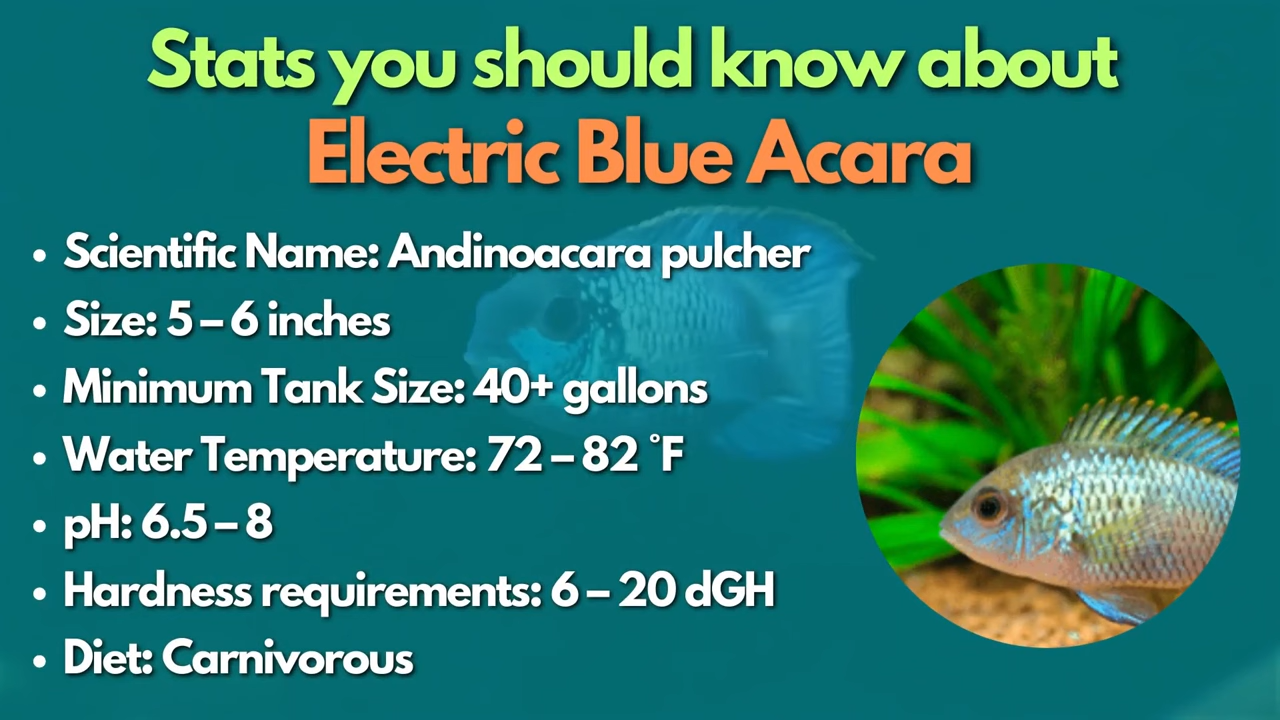 Stats you should know about
Electric Blue Acara
• Scientific Name: Andinoacara pulcher
• Size: 5 – 6 inches
• Minimum Tank Size: 40+ gallons
• Water Temperature: 72 – 82 °F
• pH: 6.5 – 8
• Hardness requirements: 6 – 20 dGH
• Diet: Carnivorous